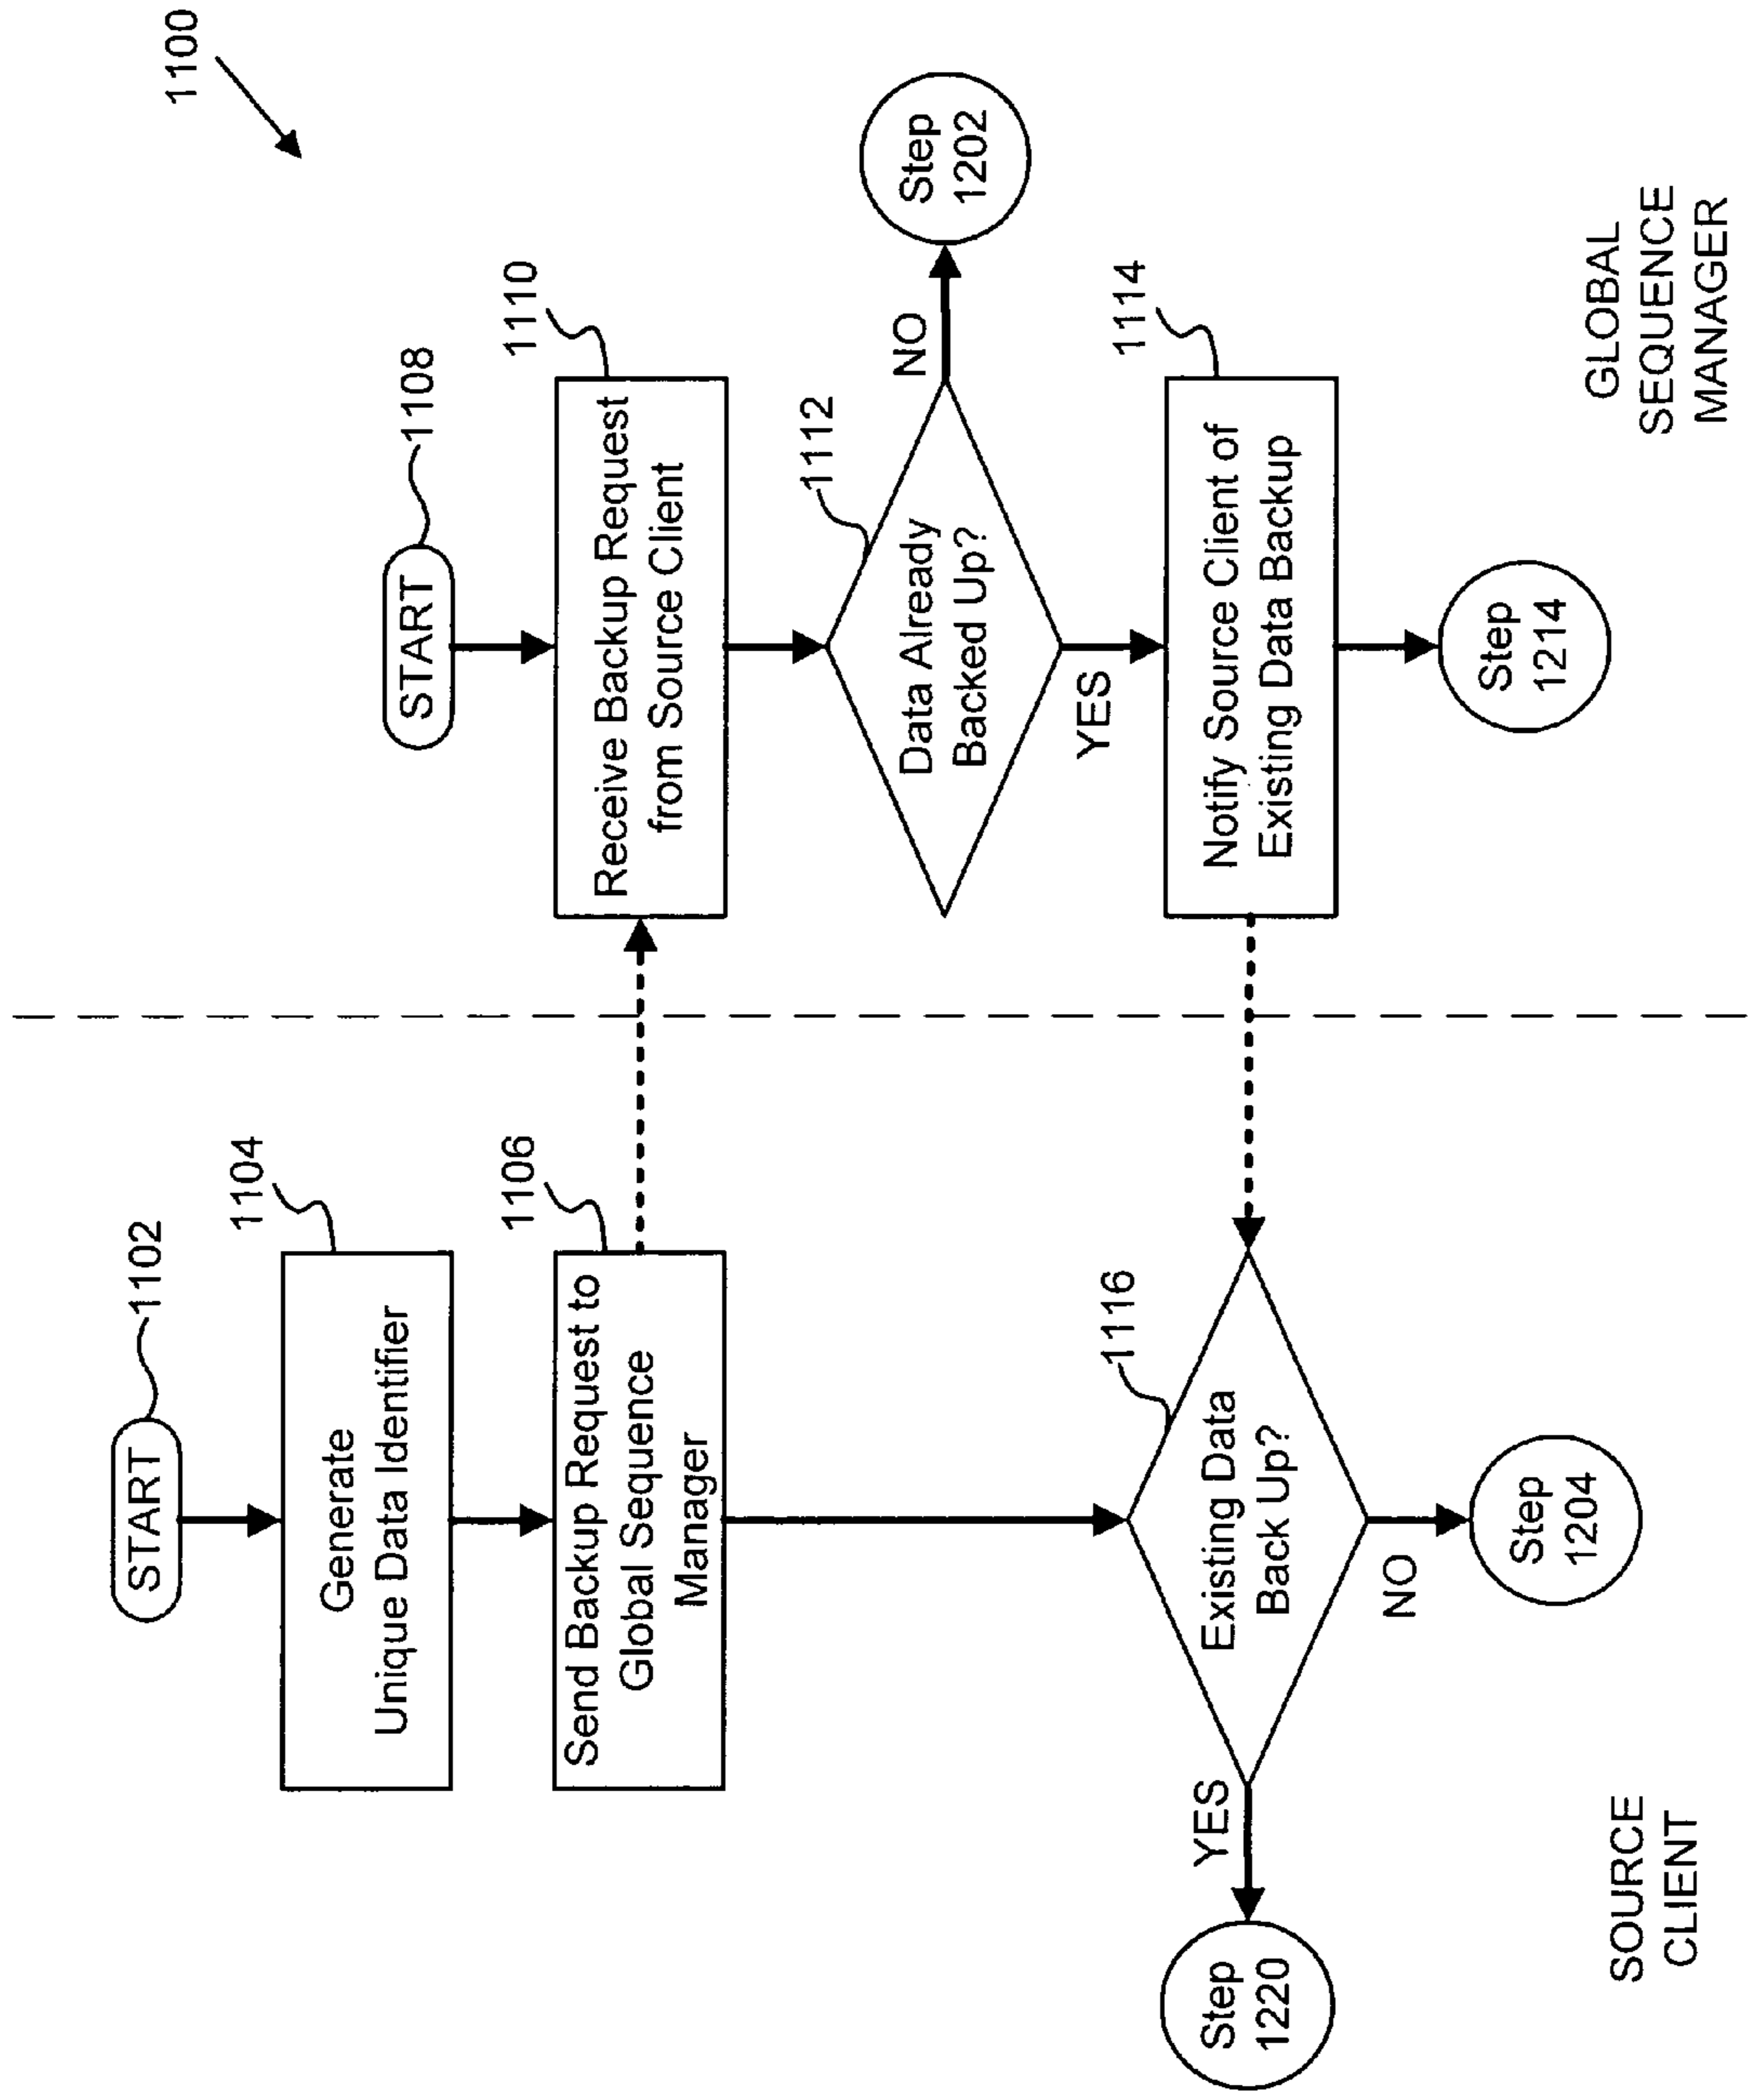 1100
START
1102
Generate
Unique Data Identifier
1104
Send Backup Request to
Global Sequence
Manager
1106
Existing Data
Back Up?
1116
YES
Step
1220
NO
Step
1204
SOURCE
CLIENT
START
1108
Receive Backup Request
from Source Client
1110
Data Already
Backed Up?
1112
NO
Step
1202
YES
Notify Source Client of
Existing Data Backup
1114
Step
1214
GLOBAL
SEQUENCE
MANAGER